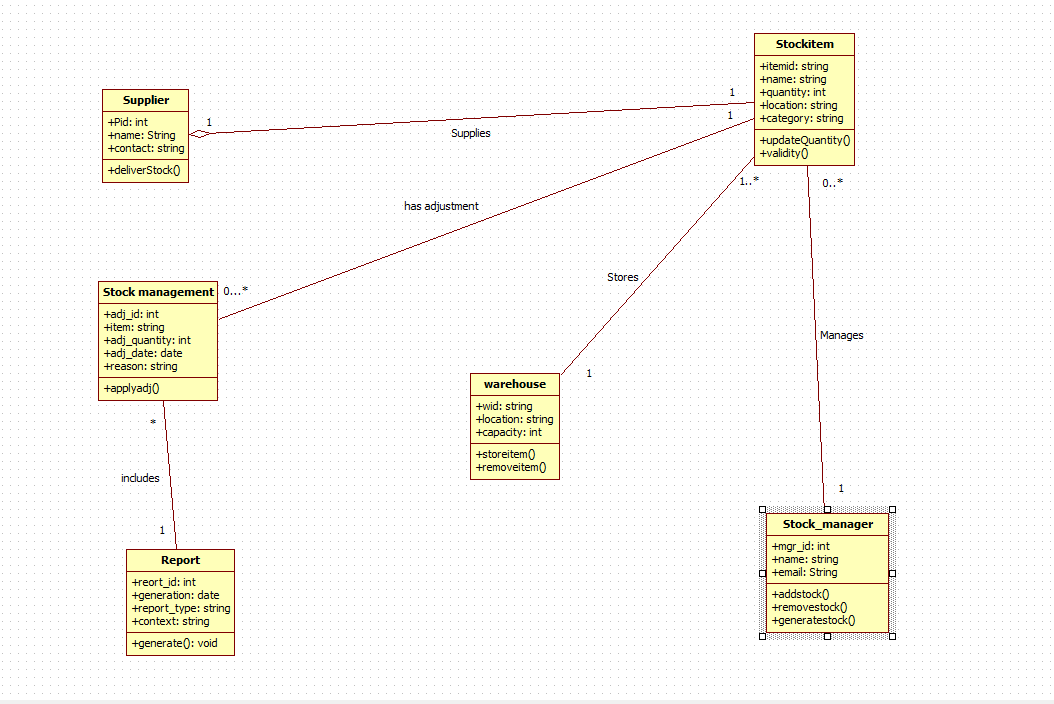 Stockitem
+itemid: string
+name: string
+quantity: int
+location: string
+category: string
+updateQuantity()
+validity()
Supplier
+Pid: int
+name: String
+contact: string
+deliverStock()
1
1
Supplies
1
has adjustment
0...*
1..*
0..*
Stores
1
Manages
1
Stock management
+adj_id: int
+item: string
+adj_quantity: int
+adj_date: date
+reason: string
+applyadj()
*
includes
1
warehouse
+wid: string
+location: string
+capacity: int
+storeitem()
+removeitem()
Stock_manager
+mgr_id: int
+name: string
+email: String
+addstock()
+removestock()
+generatestock()
Report
+reort_id: int
+generation: date
+report_type: string
+context: string
+generate(): void